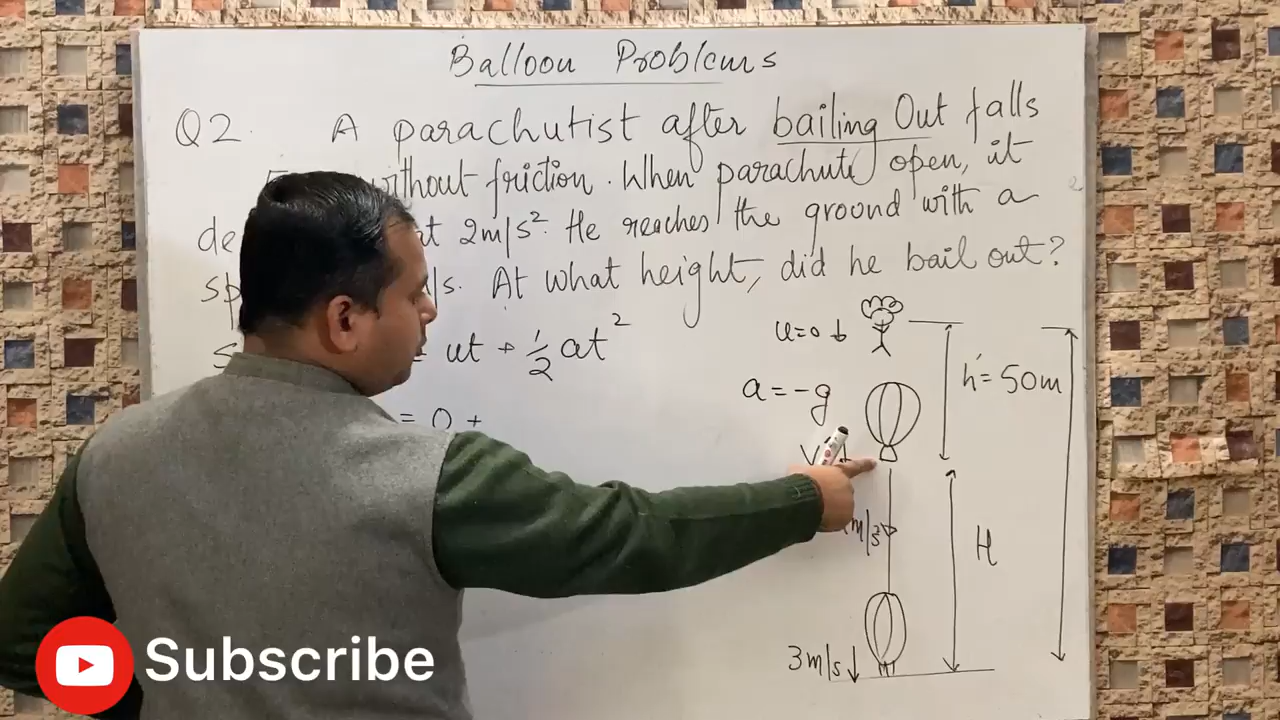 Balloon Problems
Q2. A parachutist after bailing Out falls
without friction. When parachute open, it
de at 2m/s². He reaches the ground with a
sp /s. At what height, did he bail out?
ut + ½ at²
= 0 +
u=0 ↓
a = -g
V ↓
m/s²
3m/s ↓
h' = 50m
H
Subscribe